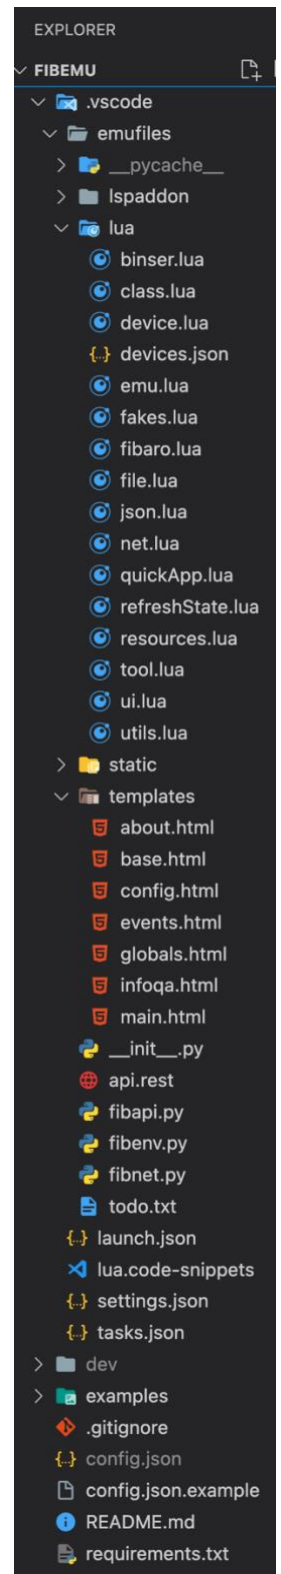 EXPLORER
FIBEMU
.vscode
emufiles
__pycache__
lspaddon
lua
binser.lua
class.lua
device.lua
devices.json
emu.lua
fakes.lua
fibaro.lua
file.lua
json.lua
net.lua
quickApp.lua
refreshState.lua
resources.lua
tool.lua
ui.lua
utils.lua
static
templates
about.html
base.html
config.html
events.html
globals.html
infoqa.html
main.html
__init__.py
api.rest
fibapi.py
fibenv.py
fibnet.py
todo.txt
launch.json
lua.code-snippets
settings.json
tasks.json
dev
examples
.gitignore
config.json
config.json.example
README.md
requirements.txt